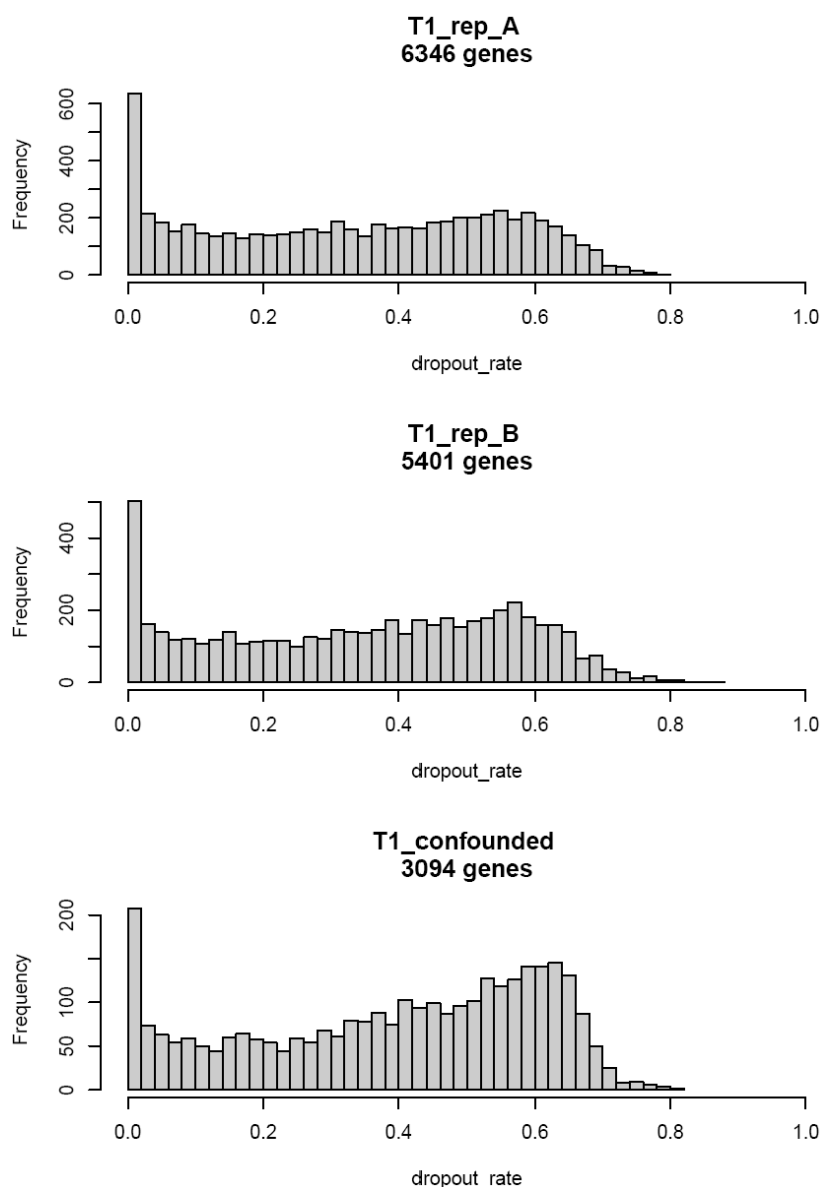 T1_rep_A
6346 genes
Frequency
600
400
200
0
0.0 0.2 0.4 0.6 0.8 1.0
dropout_rate
T1_rep_B
5401 genes
Frequency
400
200
0
0.0 0.2 0.4 0.6 0.8 1.0
dropout_rate
T1_confounded
3094 genes
Frequency
200
100
50
0
0.0 0.2 0.4 0.6 0.8 1.0
dropout_rate